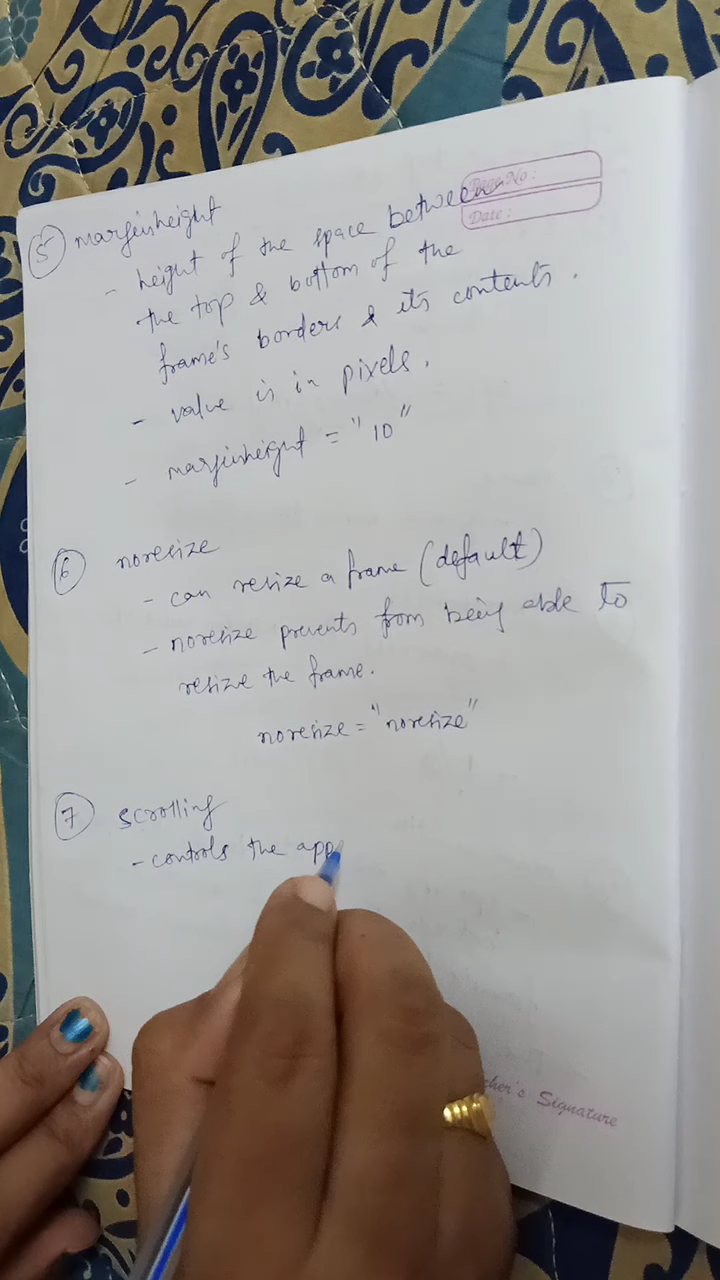 Page No:
Date:
5 marginheight
- height of the space between
the top & bottom of the
frame's borders & its contents.
- value is in pixels.
- marginheight = "10"
6 noresize
- can resize a frame (default)
- noresize prevents from being able to
resize the frame.
noresize = "noresize"
7 scrolling
- controls the app
cher's Signature